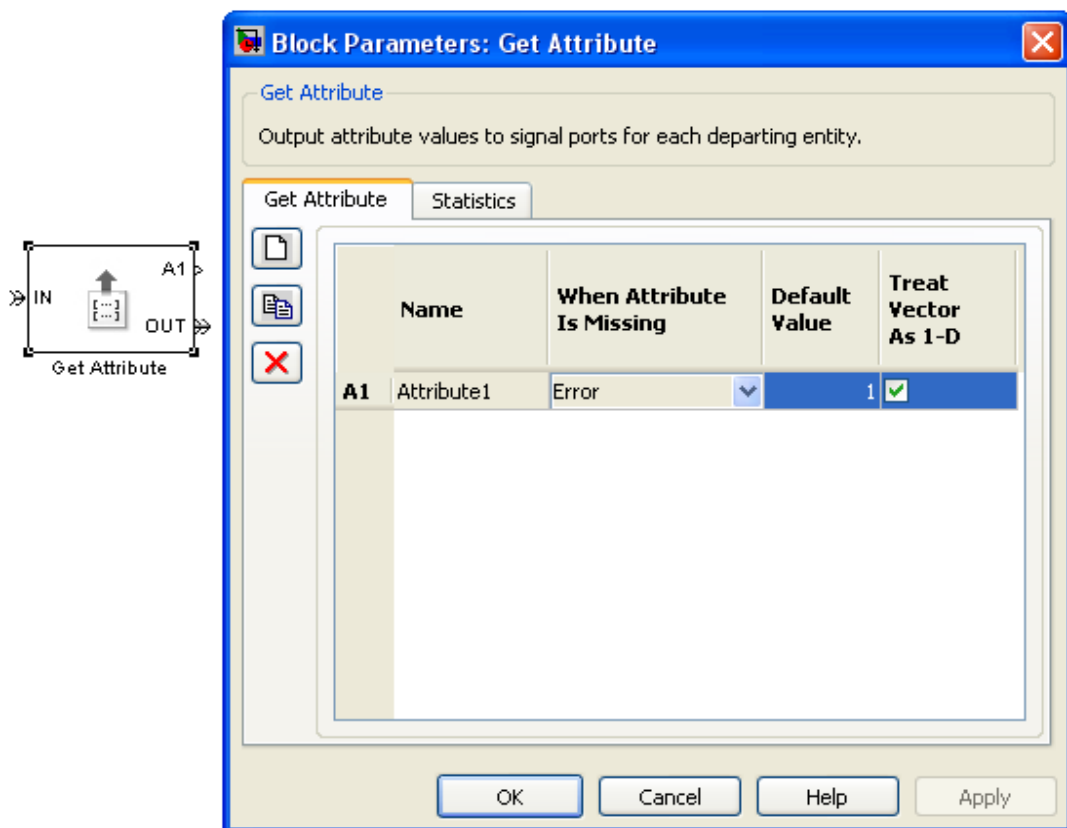 Block Parameters: Get Attribute
Get Attribute
Output attribute values to signal ports for each departing entity.
Get Attribute Statistics
Name When Attribute Is Missing Default Value Treat Vector As 1-D
A1 Attribute1 Error 1
OK Cancel Help Apply
IN A1
[...]
OUT
Get Attribute